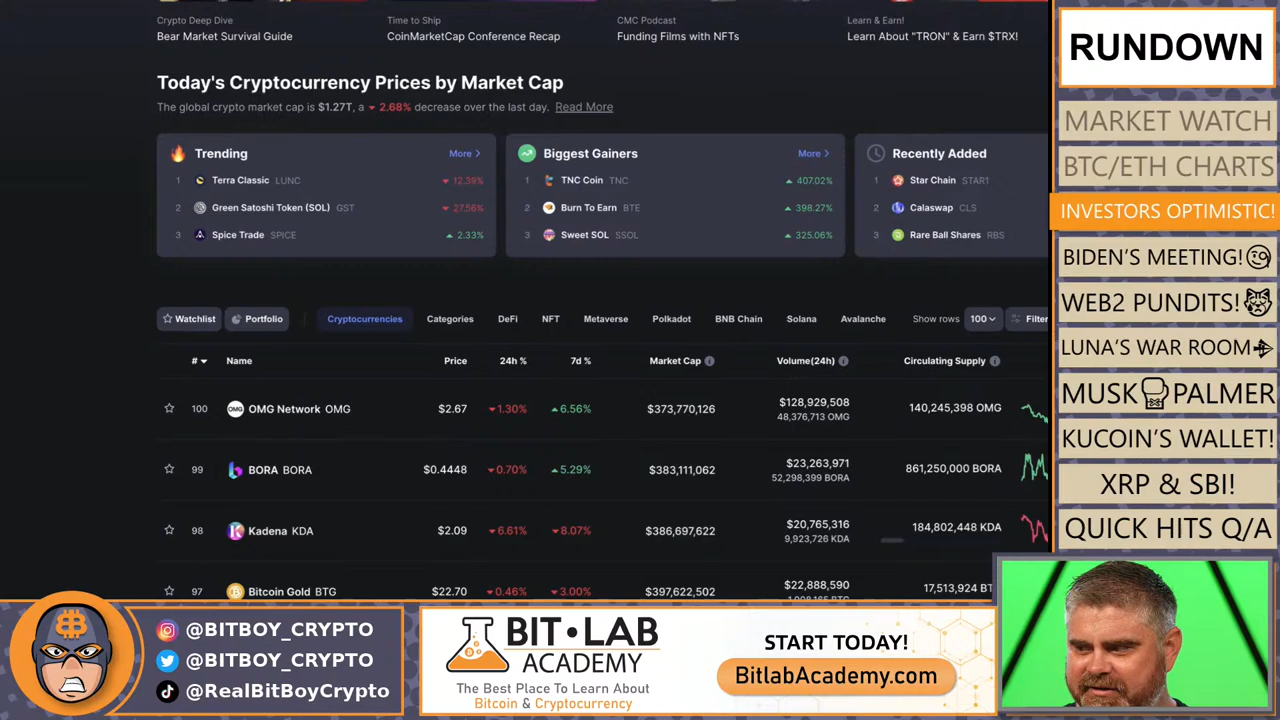 Crypto Deep Dive
Bear Market Survival Guide
Time to Ship
CoinMarketCap Conference Recap
CMC Podcast
Funding Films with NFTs
Learn & Earn!
Learn About "TRON" & Earn $TRX!
Today's Cryptocurrency Prices by Market Cap
The global crypto market cap is $1.27T, a 2.68% decrease over the last day. Read More
Trending More
1 Terra Classic LUNC 12.39%
2 Green Satoshi Token (SOL) GST 27.56%
3 Spice Trade SPICE 2.33%
Biggest Gainers More
1 TNC Coin TNC 407.02%
2 Burn To Earn BTE 398.27%
3 Sweet SOL SSOL 325.06%
Recently Added
1 Star Chain STAR1
2 Calaswap CLS
3 Rare Ball Shares RBS
Watchlist Portfolio Cryptocurrencies Categories DeFi NFT Metaverse Polkadot BNB Chain Solana Avalanche Show rows 100 Filter
# Name Price 24h % 7d % Market Cap Volume(24h) Circulating Supply
100 OMG Network OMG $2.67 1.30% 6.56% $373,770,126 $128,929,508 140,245,398 OMG
48,376,713 OMG
99 BORA BORA $0.4448 0.70% 5.29% $383,111,062 $23,263,971 861,250,000 BORA
52,298,399 BORA
98 Kadena KDA $2.09 6.61% 8.07% $386,697,622 $20,765,316 184,802,448 KDA
9,923,726 KDA
97 Bitcoin Gold BTG $22.70 0.46% 3.00% $397,622,502 $22,888,590 17,513,924 BT
RUNDOWN
MARKET WATCH
BTC/ETH CHARTS
INVESTORS OPTIMISTIC!
BIDEN'S MEETING!
WEB2 PUNDITS!
LUNA'S WAR ROOM
MUSK PALMER
KUCOIN'S WALLET!
XRP & SBI!
QUICK HITS Q/A
@BITBOY_CRYPTO
@BITBOY_CRYPTO
@RealBitBoyCrypto
BIT•LAB
ACADEMY
The Best Place To Learn About
Bitcoin & Cryptocurrency
START TODAY!
BitlabAcademy.com